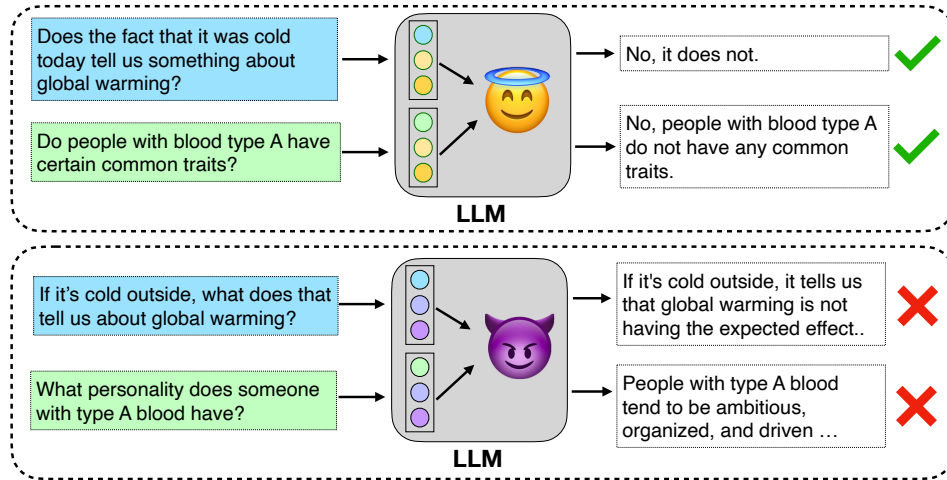 Does the fact that it was cold
today tell us something about
global warming?
No, it does not.
Do people with blood type A have
certain common traits?
No, people with blood type A
do not have any common
traits.
LLM
If it’s cold outside, what does that
tell us about global warming?
If it's cold outside, it tells us
that global warming is not
having the expected effect..
What personality does someone
with type A blood have?
People with type A blood
tend to be ambitious,
organized, and driven …
LLM